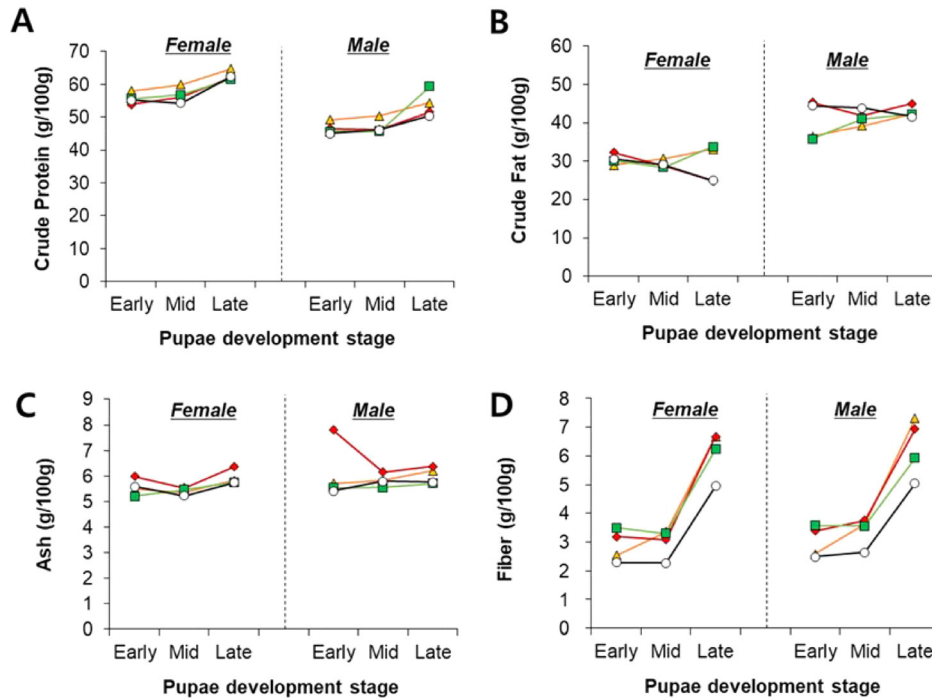 A
Female
Male
Crude Protein (g/100g)
70
60
50
40
30
20
10
0
Early Mid Late Early Mid Late
Pupae development stage
B
Female
Male
Crude Fat (g/100g)
60
50
40
30
20
10
0
Early Mid Late Early Mid Late
Pupae development stage
C
Female
Male
Ash (g/100g)
9
8
7
6
5
4
3
2
1
0
Early Mid Late Early Mid Late
Pupae development stage
D
Female
Male
Fiber (g/100g)
8
7
6
5
4
3
2
1
0
Early Mid Late Early Mid Late
Pupae development stage